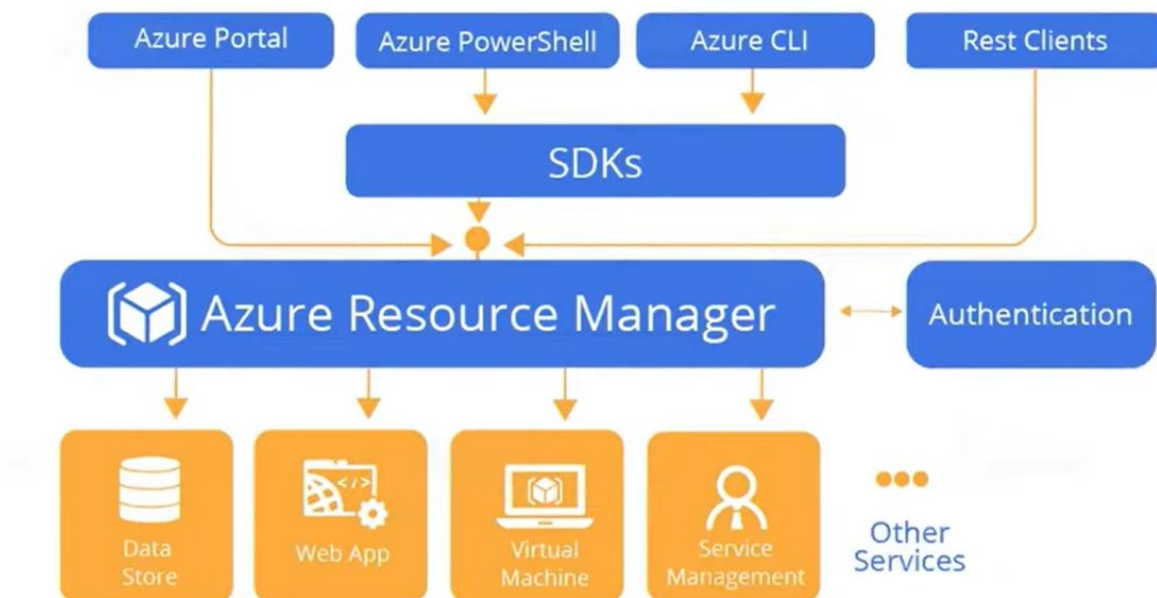 Azure Portal
Azure PowerShell
Azure CLI
Rest Clients
SDKs
Azure Resource Manager
Authentication
Data
Store
Web App
Virtual
Machine
Service
Management
Other
Services